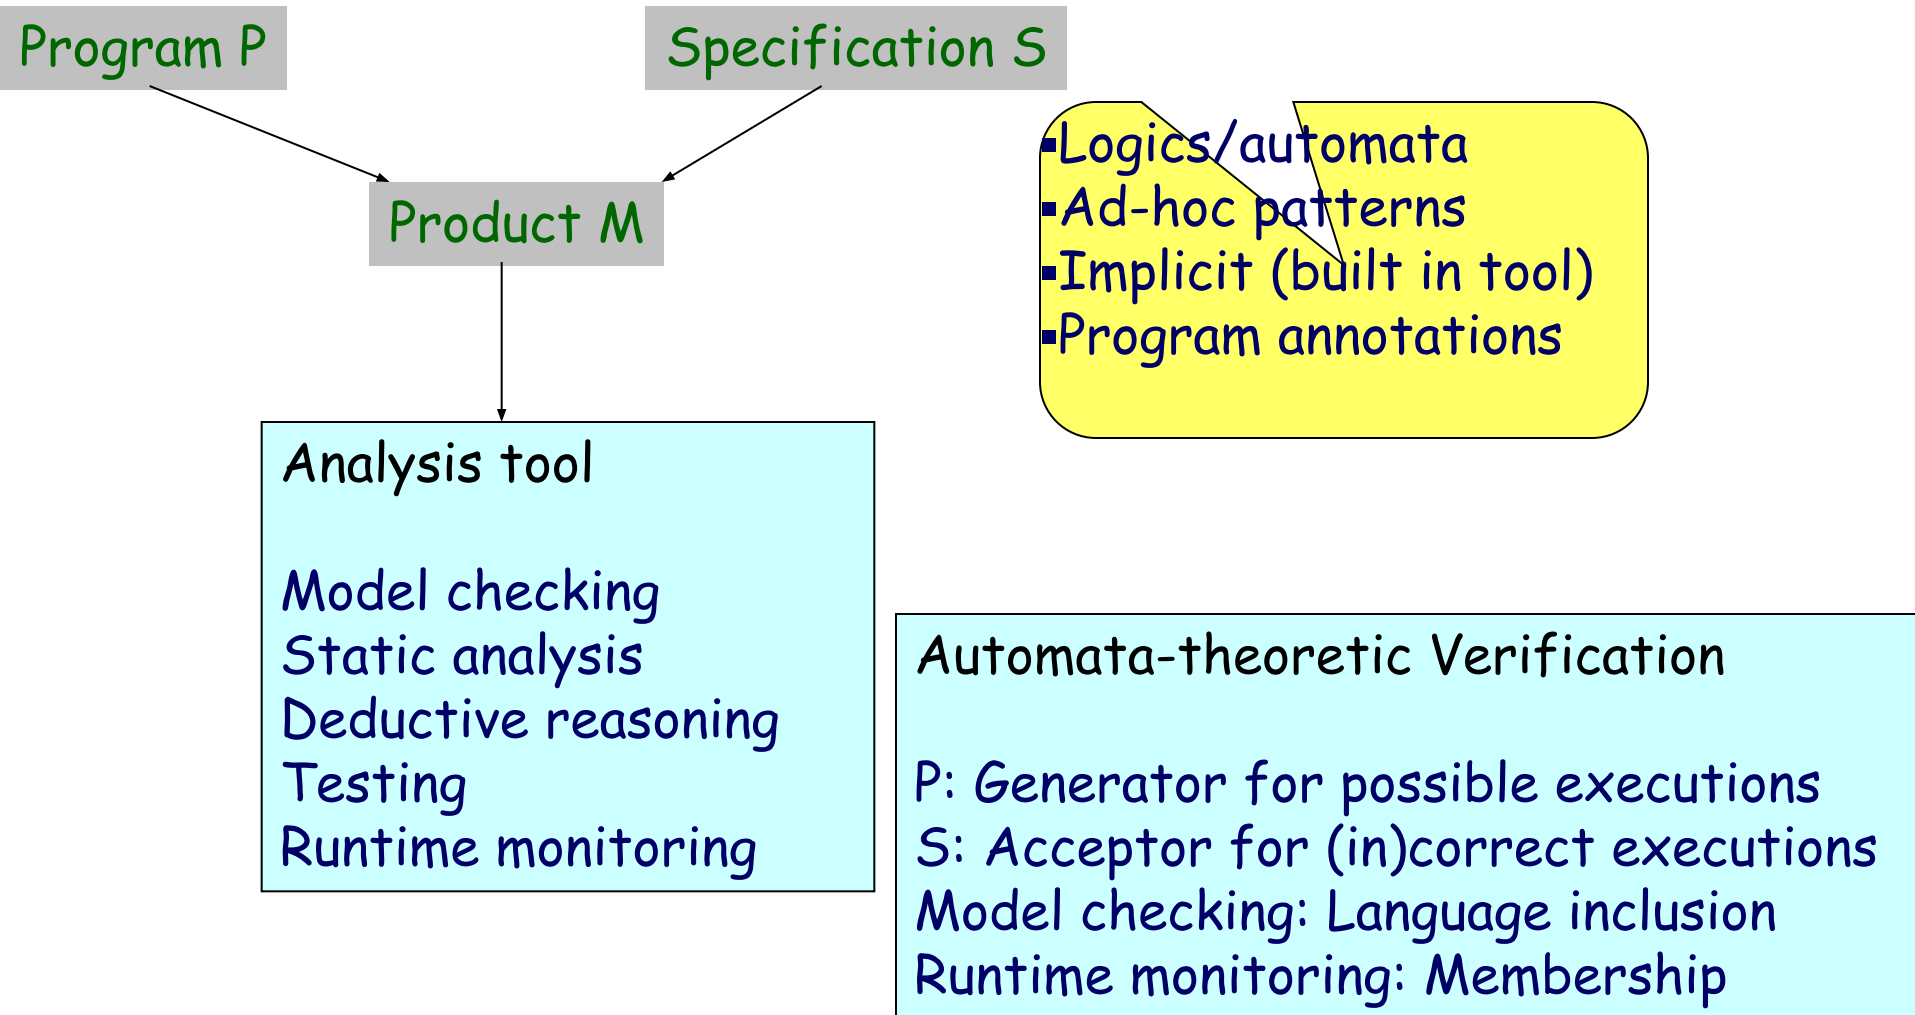 Program P
Specification S
Product M
▪Logics/automata
▪Ad-hoc patterns
▪Implicit (built in tool)
▪Program annotations
Analysis tool
Model checking
Static analysis
Deductive reasoning
Testing
Runtime monitoring
Automata-theoretic Verification
P: Generator for possible executions
S: Acceptor for (in)correct executions
Model checking: Language inclusion
Runtime monitoring: Membership